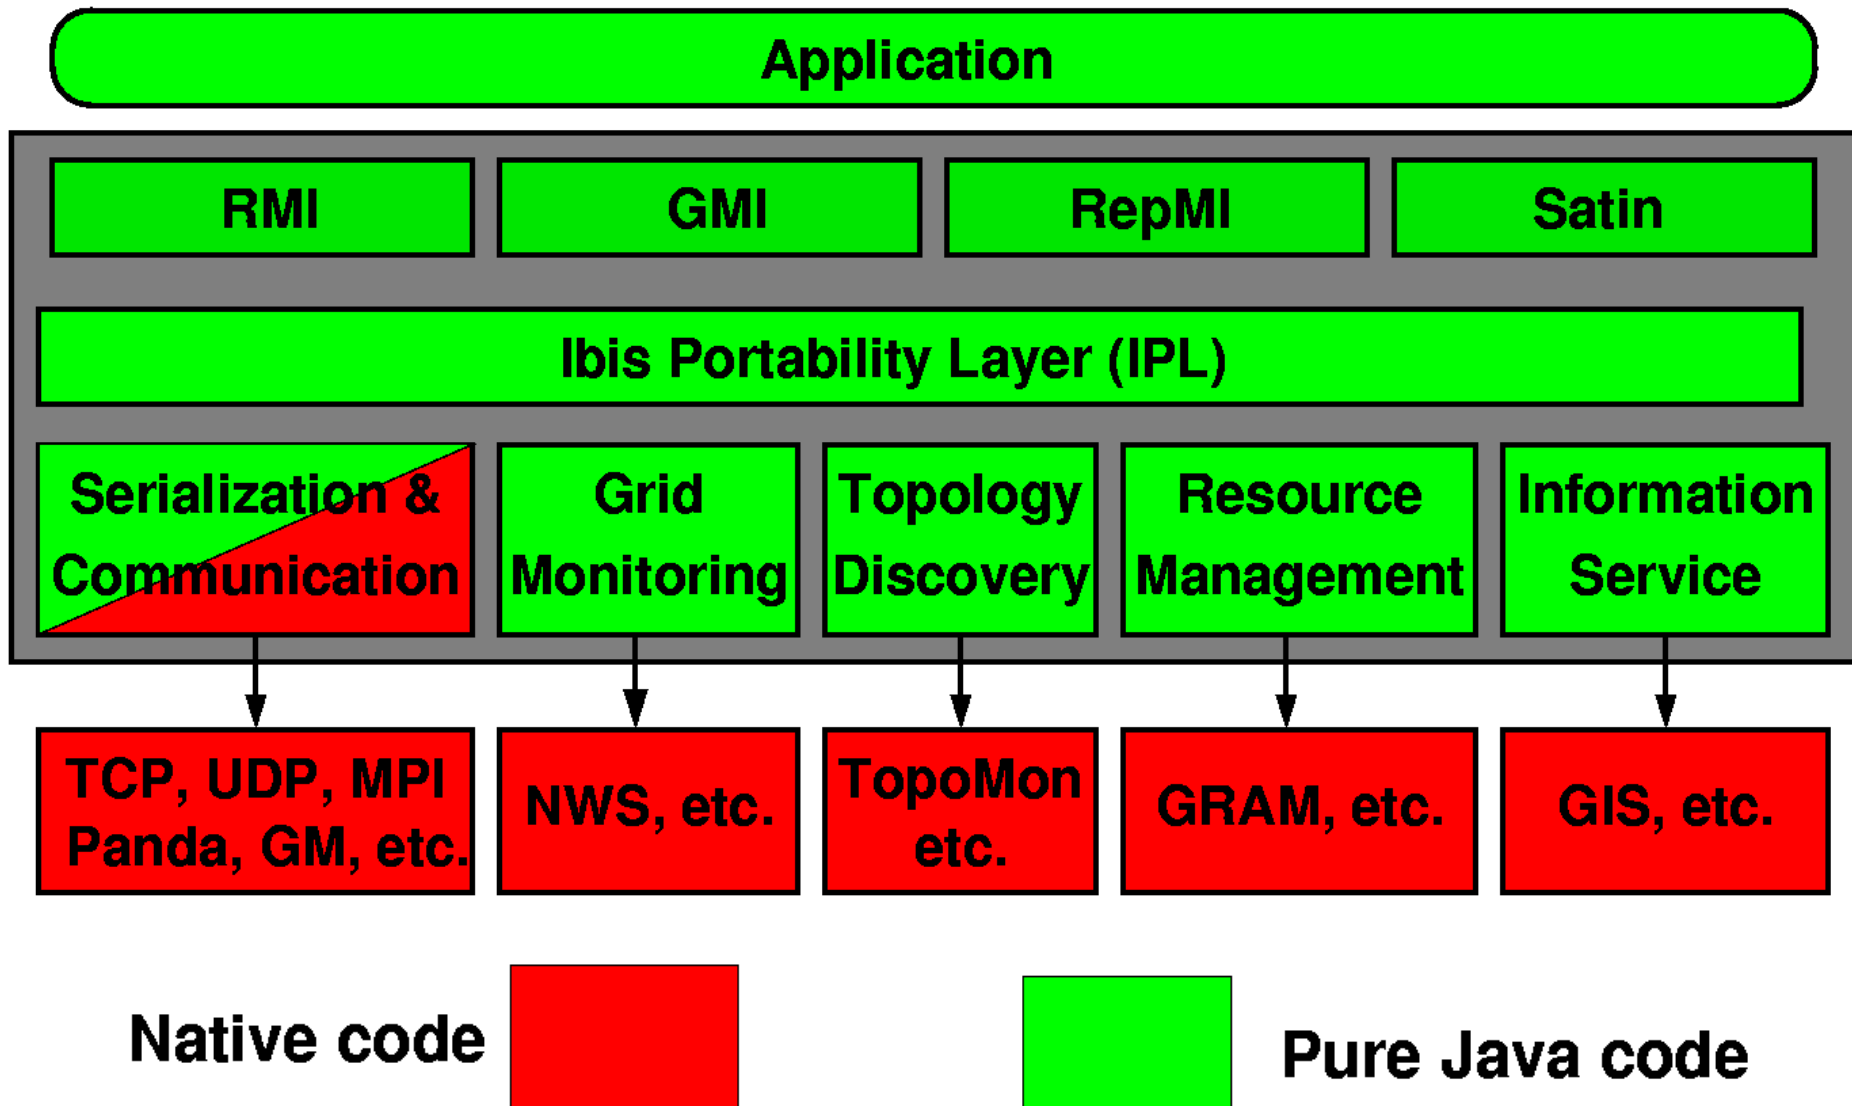 Application
RMI
GMI
RepMI
Satin
Ibis Portability Layer (IPL)
Serialization &
Communication
Grid
Monitoring
Topology
Discovery
Resource
Management
Information
Service
TCP, UDP, MPI
Panda, GM, etc.
NWS, etc.
TopoMon
etc.
GRAM, etc.
GIS, etc.
Native code
Pure Java code